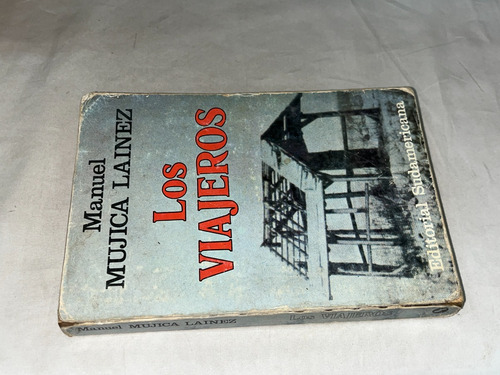 Manuel
MUJICA LAINEZ
LOS
VIAJEROS
Editorial Sudamericana
Manuel MUJICA LAINEZ
LOS VIAJEROS